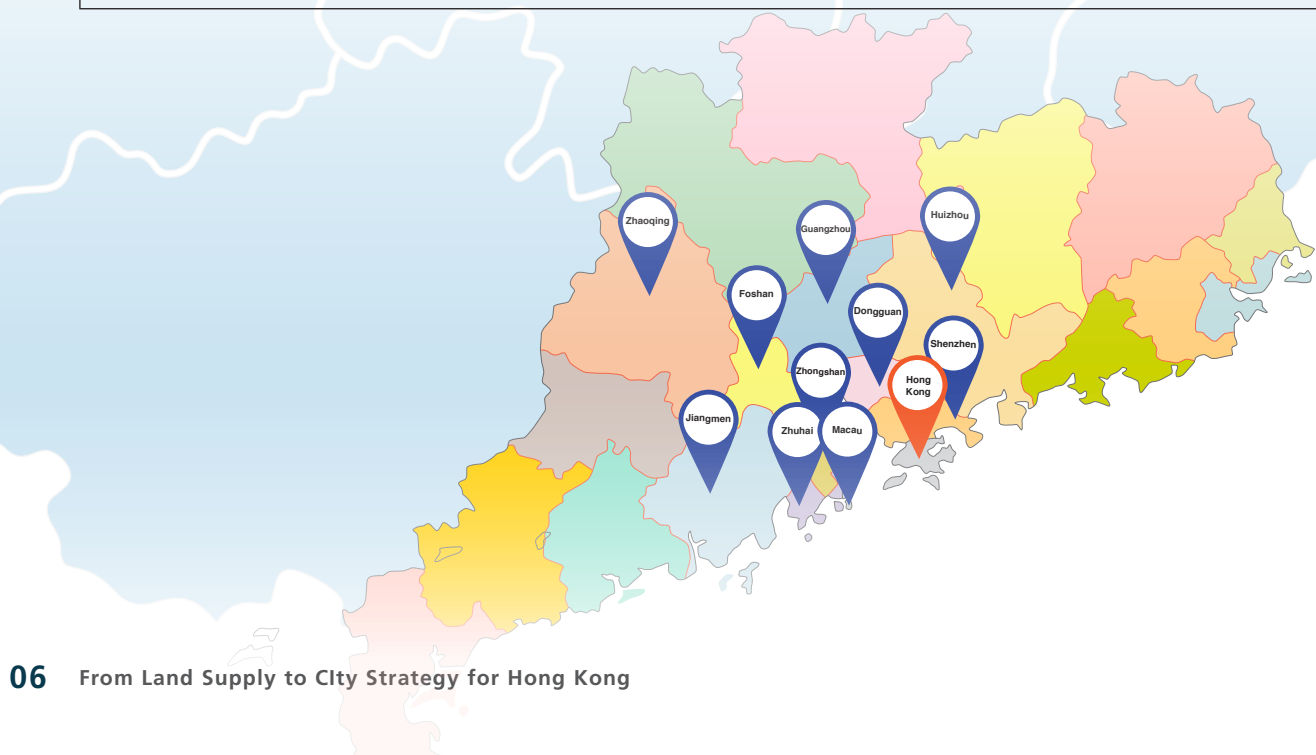 Zhaoqing
Guangzhou
Huizhou
Foshan
Dongguan
Shenzhen
Zhongshan
Hong
Kong
Jiangmen
Zhuhai
Macau
06 From Land Supply to CIty Strategy for Hong Kong